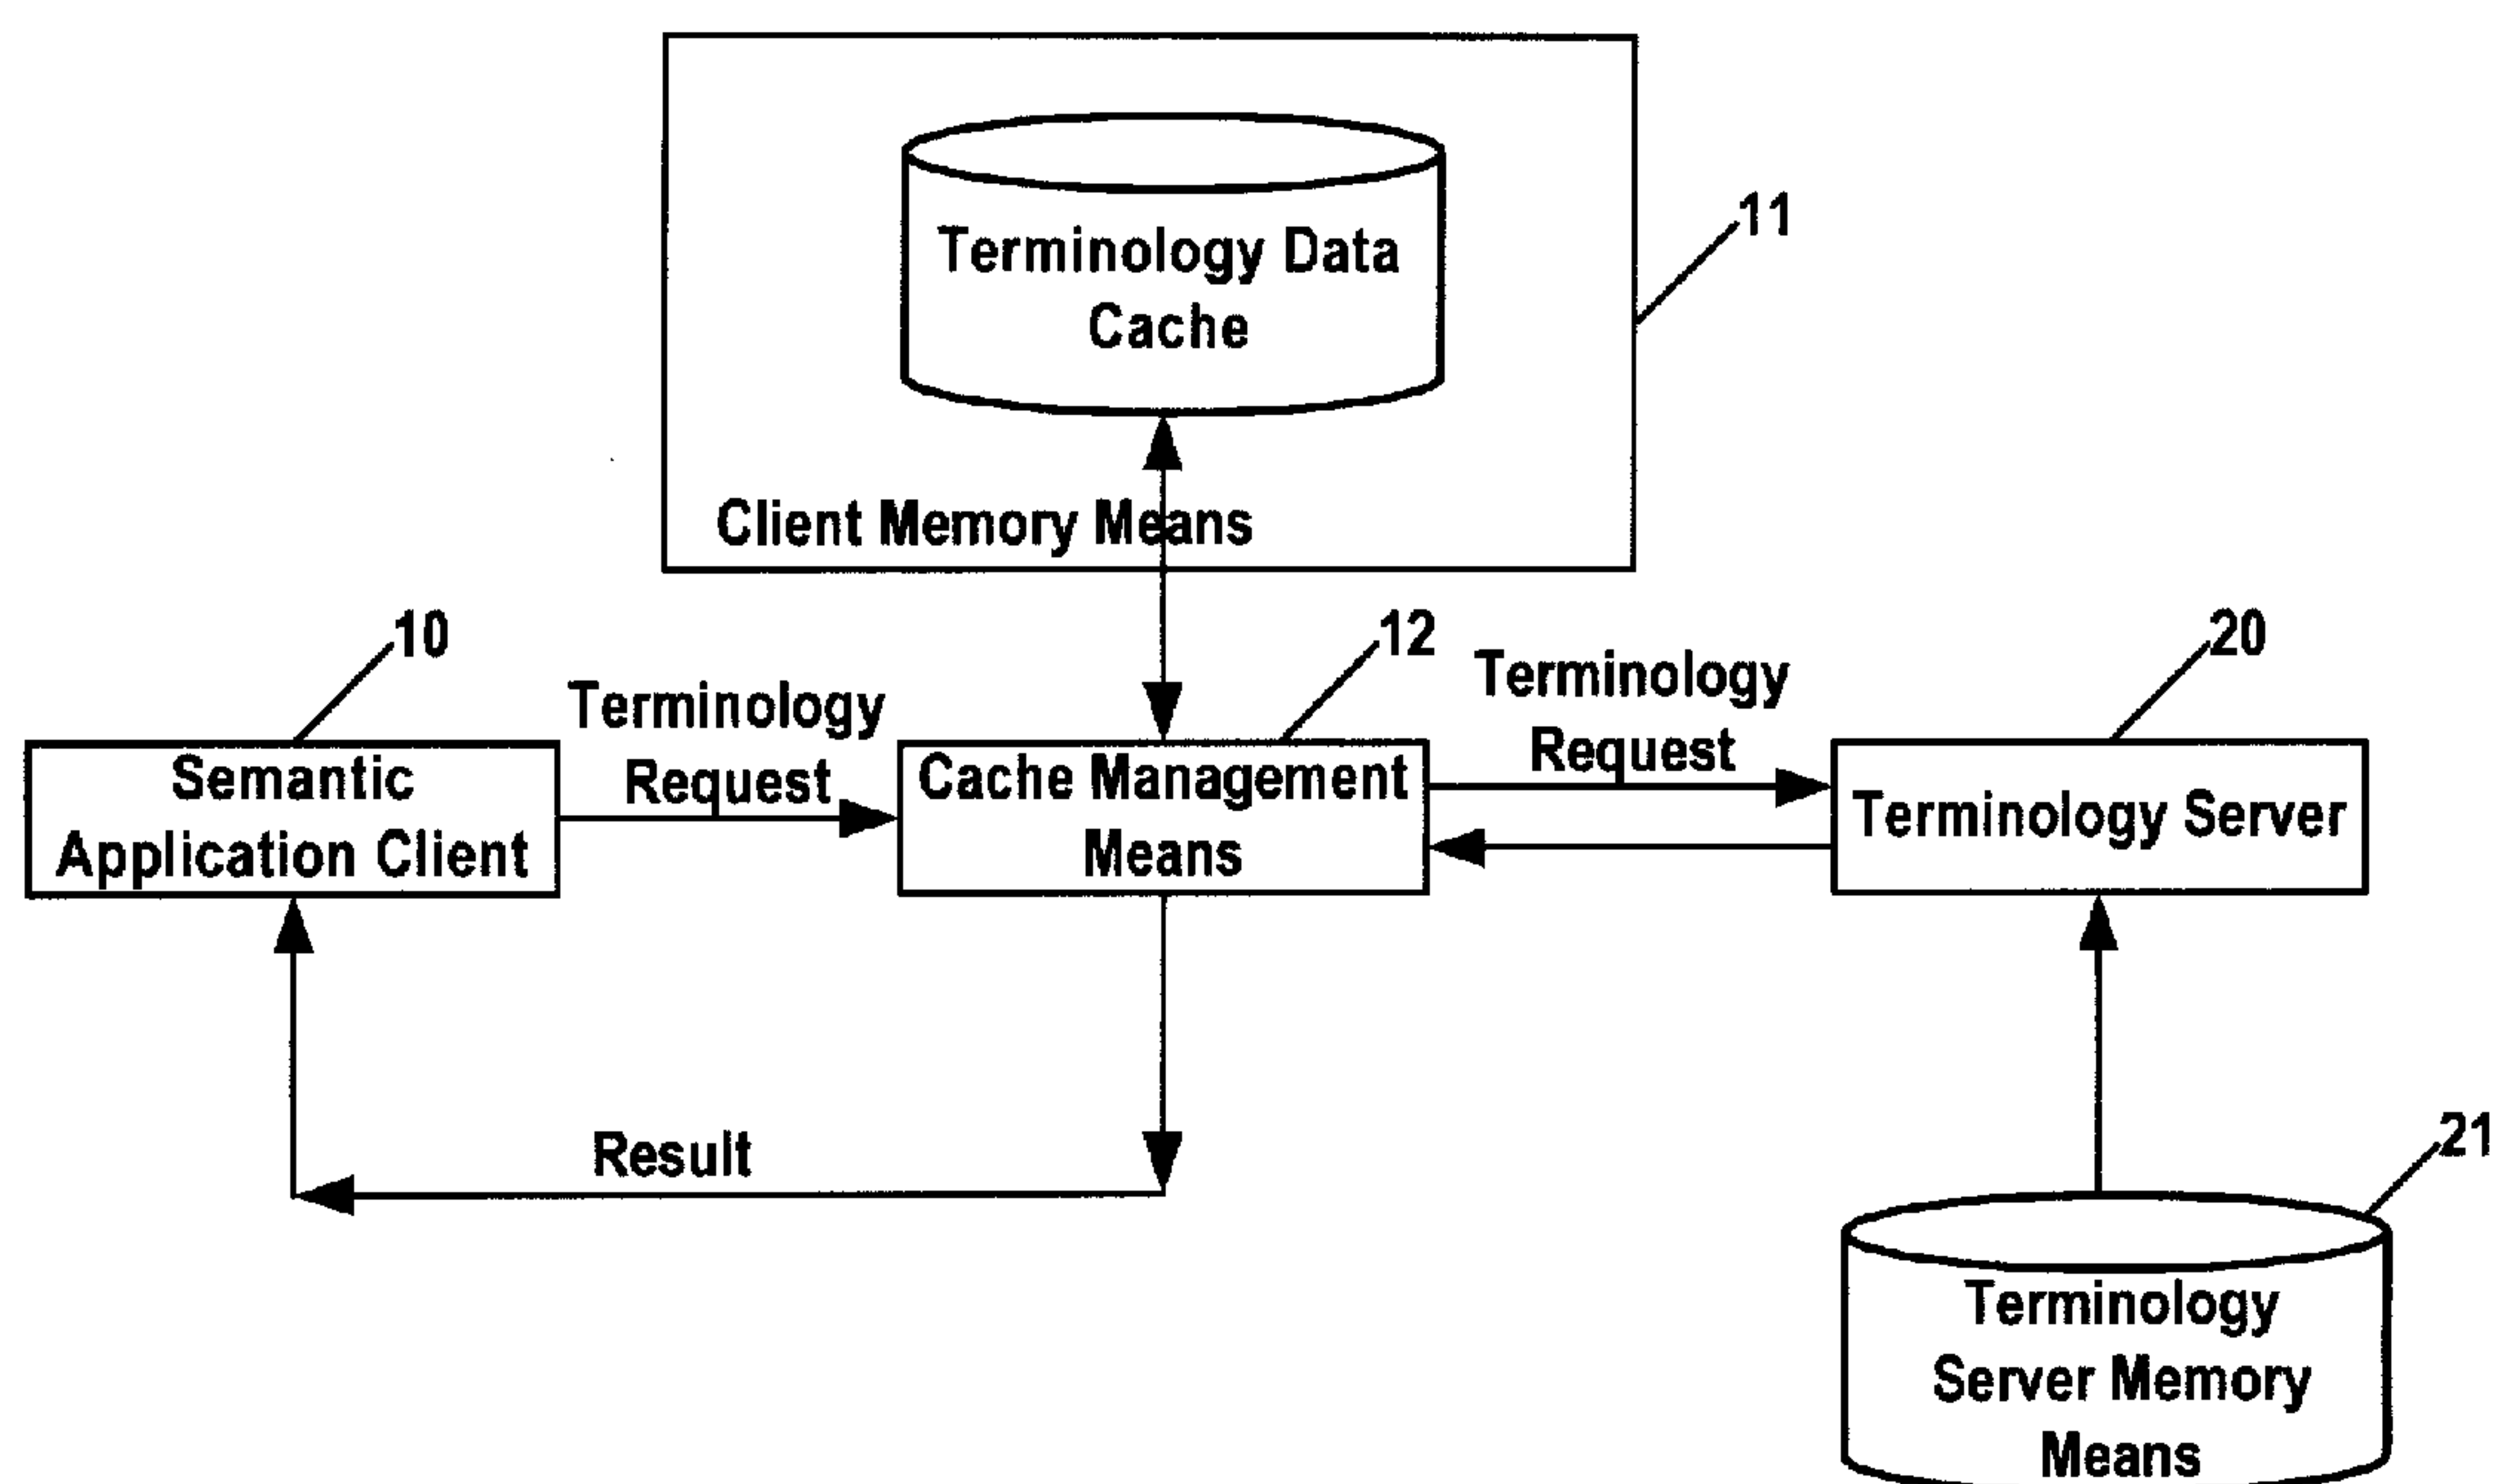 Terminology Data
Cache
11
Client Memory Means
10
12
20
Terminology
Request
Terminology
Request
Semantic
Application Client
Cache Management
Means
Terminology Server
Result
21
Terminology
Server Memory
Means